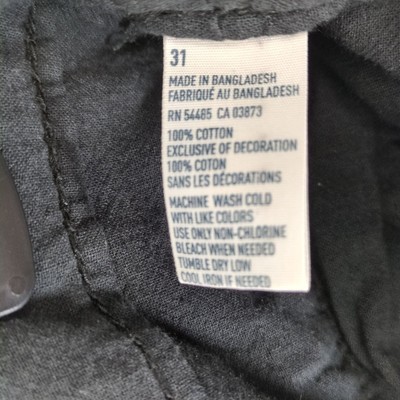 31
MADE IN BANGLADESH
FABRIQUÉ AU BANGLADESH
RN 54485 CA 03873
100% COTTON
EXCLUSIVE OF DECORATION
100% COTON
SANS LES DÉCORATIONS
MACHINE WASH COLD
WITH LIKE COLORS
USE ONLY NON-CHLORINE
BLEACH WHEN NEEDED
TUMBLE DRY LOW
COOL IRON IF NEEDED